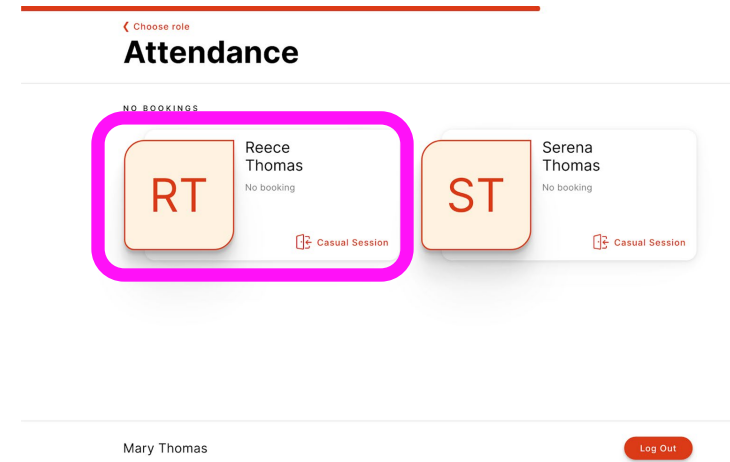 Choose role
Attendance
NO BOOKINGS
RT
Reece
Thomas
No booking
Casual Session
ST
Serena
Thomas
No booking
Casual Session
Mary Thomas
Log Out